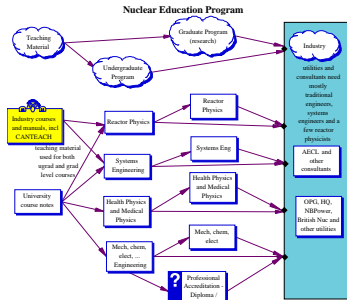 Nuclear Education Program
Teaching
Material
Graduate Program
(research)
Undergraduate
Program
Industry
utilities and
consultants need
mostly
traditional
engineers,
systems
engineers and a
few reactor
physicists
Industry courses
and manuals, incl
CANTEACH
teaching material
used for both
ugrad and grad
level courses
University
course notes
Reactor Physics
Reactor
Physics
Systems
Engineering
Systems Eng
Health Physics and
Medical Physics
Health Physics
and Medical
Physics
Mech, chem,
elect, ...
Engineering
Mech, chem,
elect
?
Professional
Accreditation -
Diploma /
AECL and
other
consultants
OPG, HQ,
NBPower,
British Nuc and
other utilities